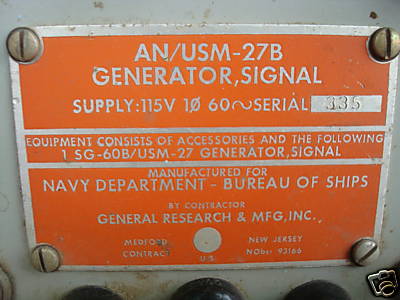 AN/USM-27B
GENERATOR,SIGNAL
SUPPLY:115V 1Ø 60~SERIAL 335
EQUIPMENT CONSISTS OF ACCESSORIES AND THE FOLLOWING
1 SG-60B/USM-27 GENERATOR,SIGNAL
MANUFACTURED FOR
NAVY DEPARTMENT - BUREAU OF SHIPS
BY CONTRACTOR
GENERAL RESEARCH & MFG,INC.
MEDFORD NEW JERSEY
CONTRACT NObsr 93166
U.S.